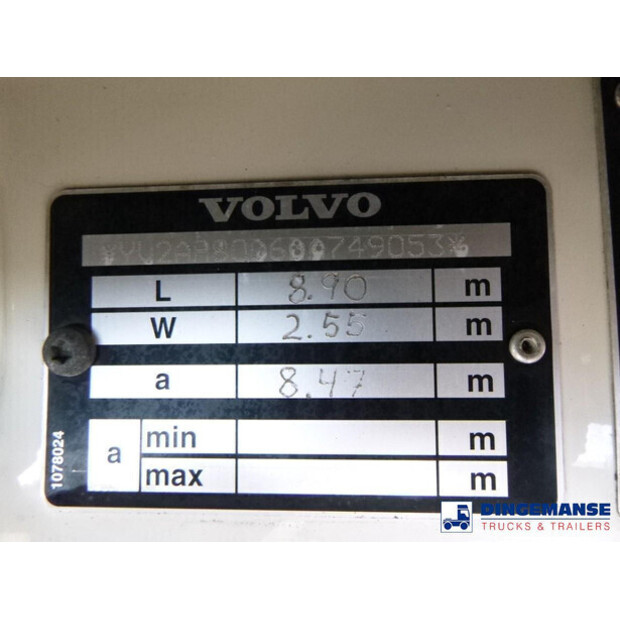 VOLVO
L 8.90 m
W 2.55 m
a 8.47 m
a min m
max m
1078024
DINGEMANSE
TRUCKS & TRAILERS